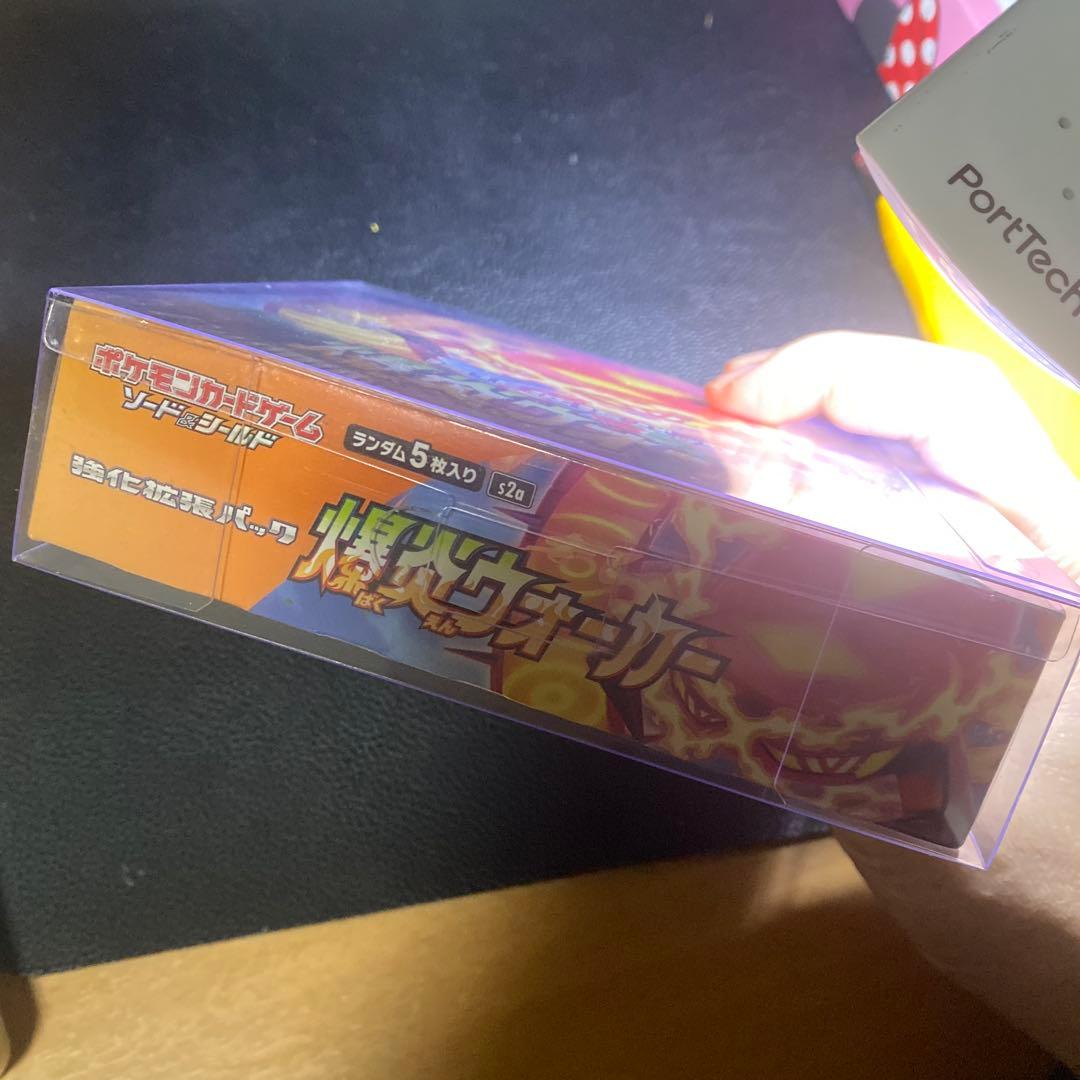 ポケモンカードゲーム
ソード&シールド
ランダム5枚入り
s2a
強化拡張パック
爆炎ウォーカー
ばく えん
PortTech